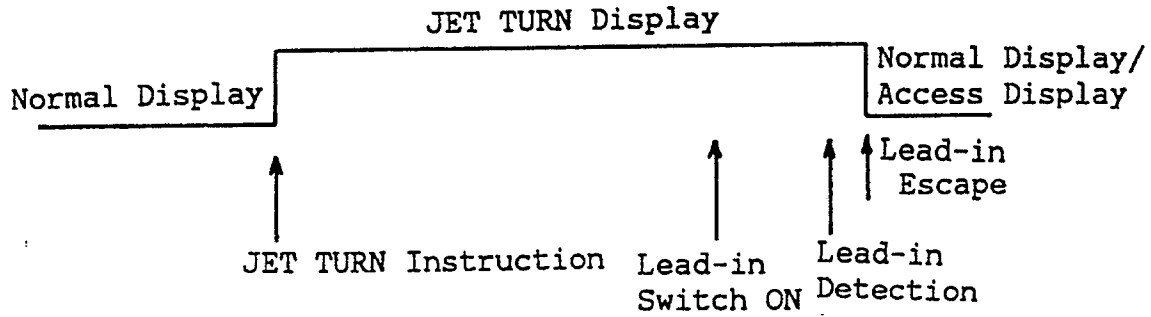 JET TURN Display
Normal Display
Normal Display/
Access Display
Lead-in
Escape
JET TURN Instruction
Lead-in
Switch ON
Lead-in
Detection